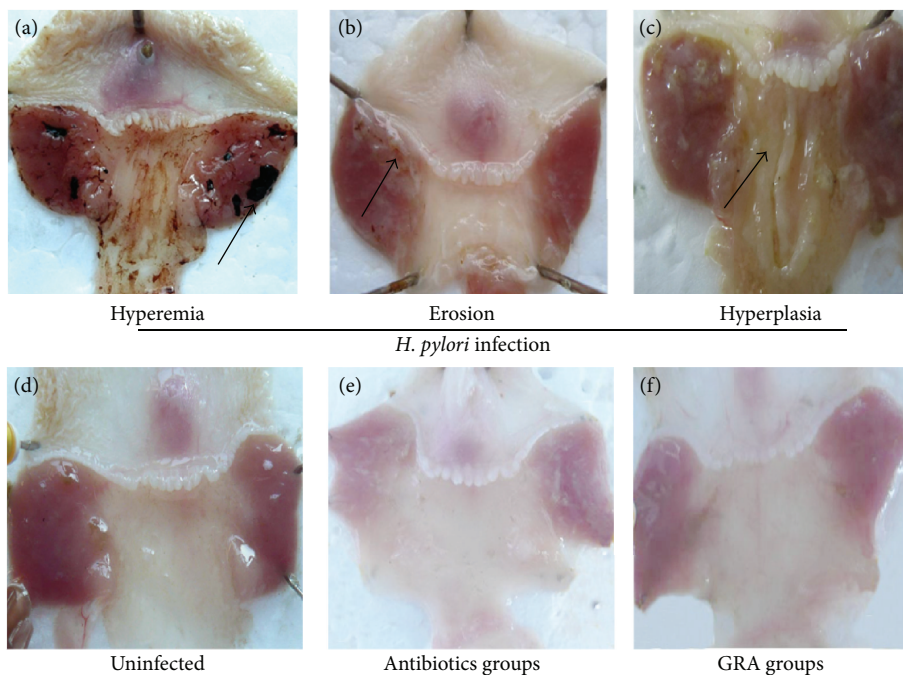 (a)
(b)
(c)
Hyperemia
Erosion
Hyperplasia
H. pylori infection
(d)
(e)
(f)
Uninfected
Antibiotics groups
GRA groups